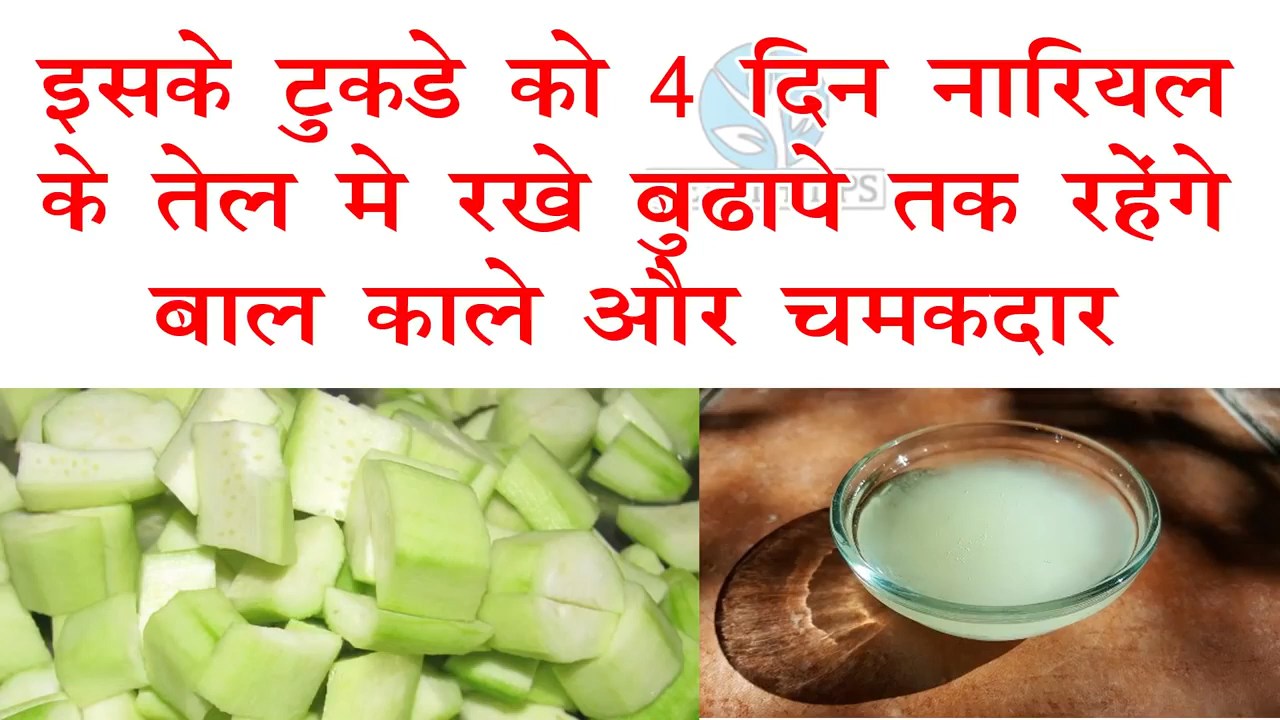 इसके टुकडे को 4 दिन नारियल
के तेल मे रखे बुढापे तक रहेंगे
बाल काले और चमकदार